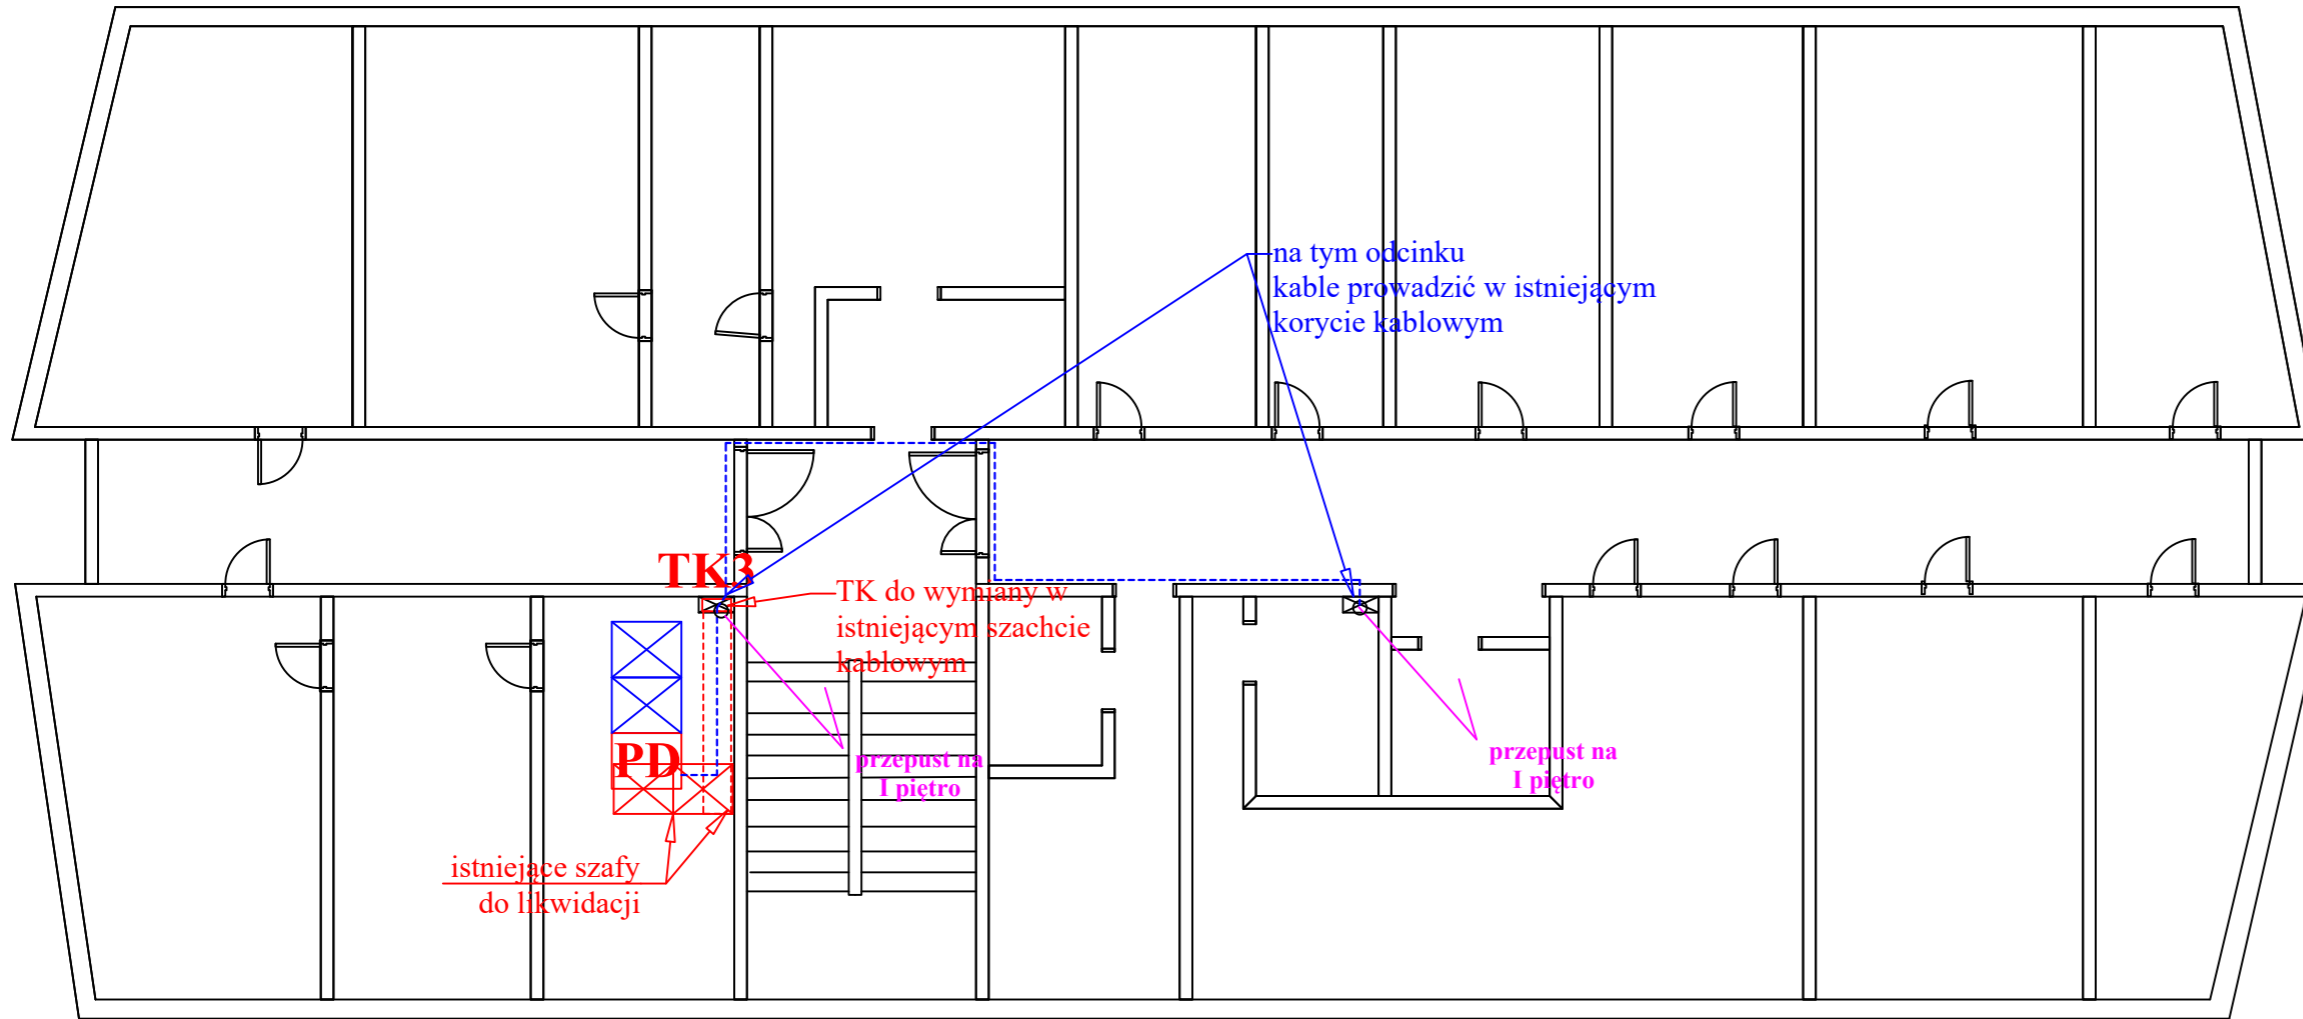 na tym odcinku
kable prowadzić w istniejącym
korycie kablowym
TK3
TK do wymiany w
istniejącym szachcie
kablowym
PD
przepust na
I piętro
przepust na
I piętro
istniejące szafy
do likwidacji